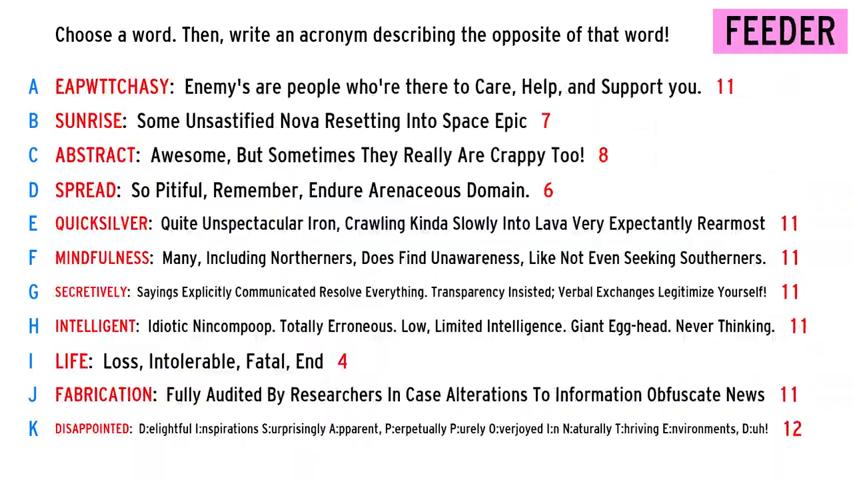 Choose a word. Then, write an acronym describing the opposite of that word!
FEEDER
A EAPWTTCHASY: Enemy's are people who're there to Care, Help, and Support you. 11
B SUNRISE: Some Unsastified Nova Resetting Into Space Epic 7
C ABSTRACT: Awesome, But Sometimes They Really Are Crappy Too! 8
D SPREAD: So Pitiful, Remember, Endure Arenaceous Domain. 6
E QUICKSILVER: Quite Unspectacular Iron, Crawling Kinda Slowly Into Lava Very Expectantly Rearmost 11
F MINDFULNESS: Many, Including Northerners, Does Find Unawareness, Like Not Even Seeking Southerners. 11
G SECRETIVELY: Sayings Explicitly Communicated Resolve Everything. Transparency Insisted; Verbal Exchanges Legitimize Yourself! 11
H INTELLIGENT: Idiotic Nincompoop. Totally Erroneous. Low, Limited Intelligence. Giant Egg-head. Never Thinking. 11
I LIFE: Loss, Intolerable, Fatal, End 4
J FABRICATION: Fully Audited By Researchers In Case Alterations To Information Obfuscate News 11
K DISAPPOINTED: D:elightful I:nspirations S:urprisingly A:pparent, P:erpetually P:urely O:verjoyed I:n N:aturally T:hriving E:nvironments, D:uh! 12